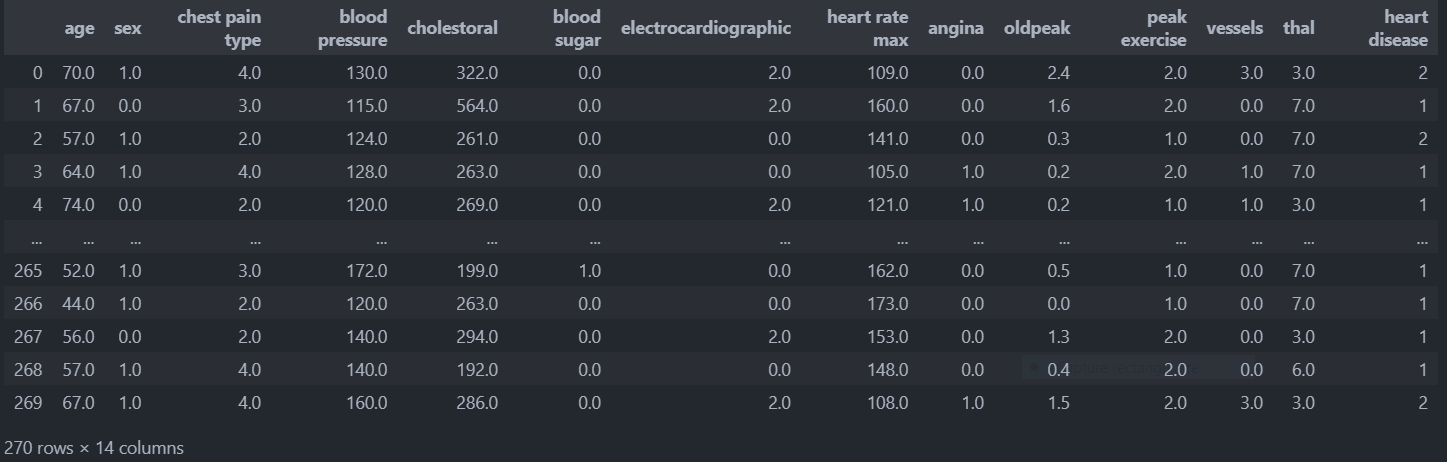 age sex chest pain type blood pressure cholestoral blood sugar electrocardiographic heart rate max angina oldpeak peak exercise vessels thal heart disease
0 70.0 1.0 4.0 130.0 322.0 0.0 2.0 109.0 0.0 2.4 2.0 3.0 3.0 2
1 67.0 0.0 3.0 115.0 564.0 0.0 2.0 160.0 0.0 1.6 2.0 0.0 7.0 1
2 57.0 1.0 2.0 124.0 261.0 0.0 0.0 141.0 0.0 0.3 1.0 0.0 7.0 2
3 64.0 1.0 4.0 128.0 263.0 0.0 0.0 105.0 1.0 0.2 2.0 1.0 7.0 1
4 74.0 0.0 2.0 120.0 269.0 0.0 2.0 121.0 1.0 0.2 1.0 1.0 3.0 1
... ... ... ... ... ... ... ... ... ... ... ... ... ... ...
265 52.0 1.0 3.0 172.0 199.0 1.0 0.0 162.0 0.0 0.5 1.0 0.0 7.0 1
266 44.0 1.0 2.0 120.0 263.0 0.0 0.0 173.0 0.0 0.0 1.0 0.0 7.0 1
267 56.0 0.0 2.0 140.0 294.0 0.0 2.0 153.0 0.0 1.3 2.0 0.0 3.0 1
268 57.0 1.0 4.0 140.0 192.0 0.0 0.0 148.0 0.0 0.4 2.0 0.0 6.0 1
269 67.0 1.0 4.0 160.0 286.0 0.0 2.0 108.0 1.0 1.5 2.0 3.0 3.0 2
270 rows × 14 columns